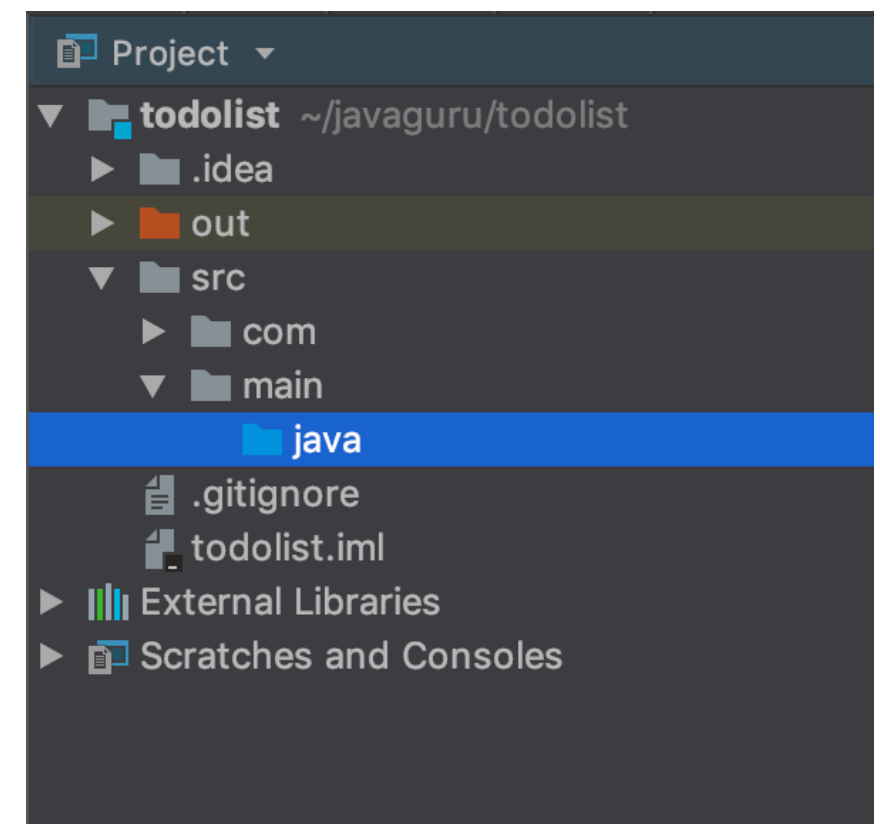 Project
todolist ~/javaguru/todolist
.idea
out
src
com
main
java
.gitignore
todolist.iml
External Libraries
Scratches and Consoles